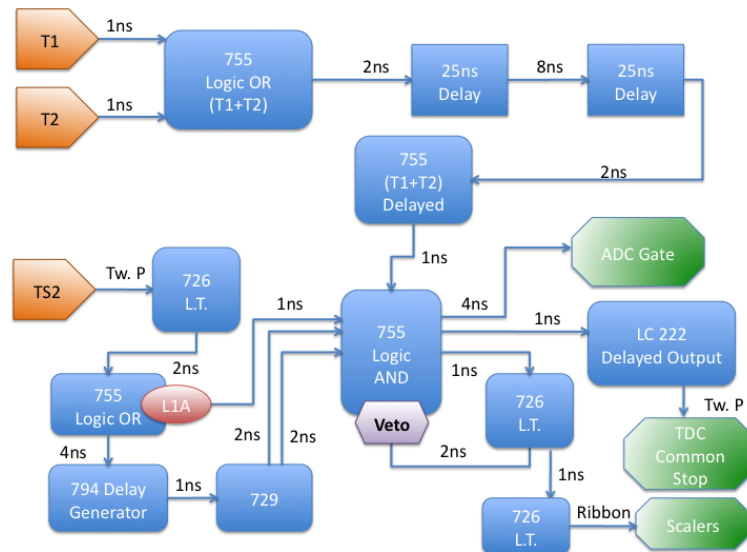 T1
1ns
755
Logic OR
(T1+T2)
2ns
25ns
Delay
8ns
25ns
Delay
T2
1ns
2ns
755
(T1+T2)
Delayed
1ns
ADC Gate
TS2
Tw. P
726
L.T.
1ns
4ns
755
Logic
AND
1ns
LC 222
Delayed Output
2ns
755
Logic OR
L1A
1ns
726
L.T.
Tw. P
Veto
2ns
2ns
2ns
TDC
Common
Stop
4ns
794 Delay
Generator
1ns
729
1ns
726
L.T.
Ribbon
Scalers